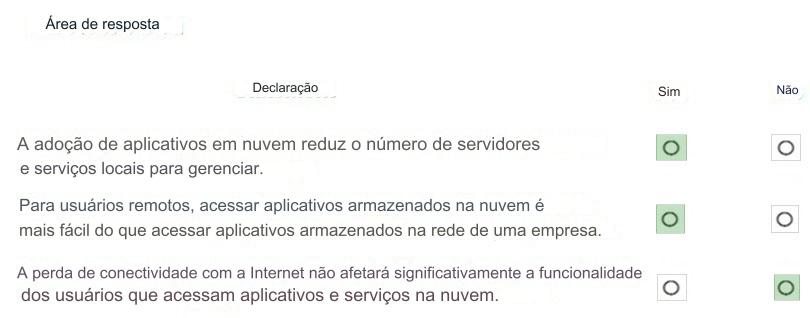 Área de resposta
Declaração Sim Não
A adoção de aplicativos em nuvem reduz o número de servidores
e serviços locais para gerenciar.
Para usuários remotos, acessar aplicativos armazenados na nuvem é
mais fácil do que acessar aplicativos armazenados na rede de uma empresa.
A perda de conectividade com a Internet não afetará significativamente a funcionalidade
dos usuários que acessam aplicativos e serviços na nuvem.